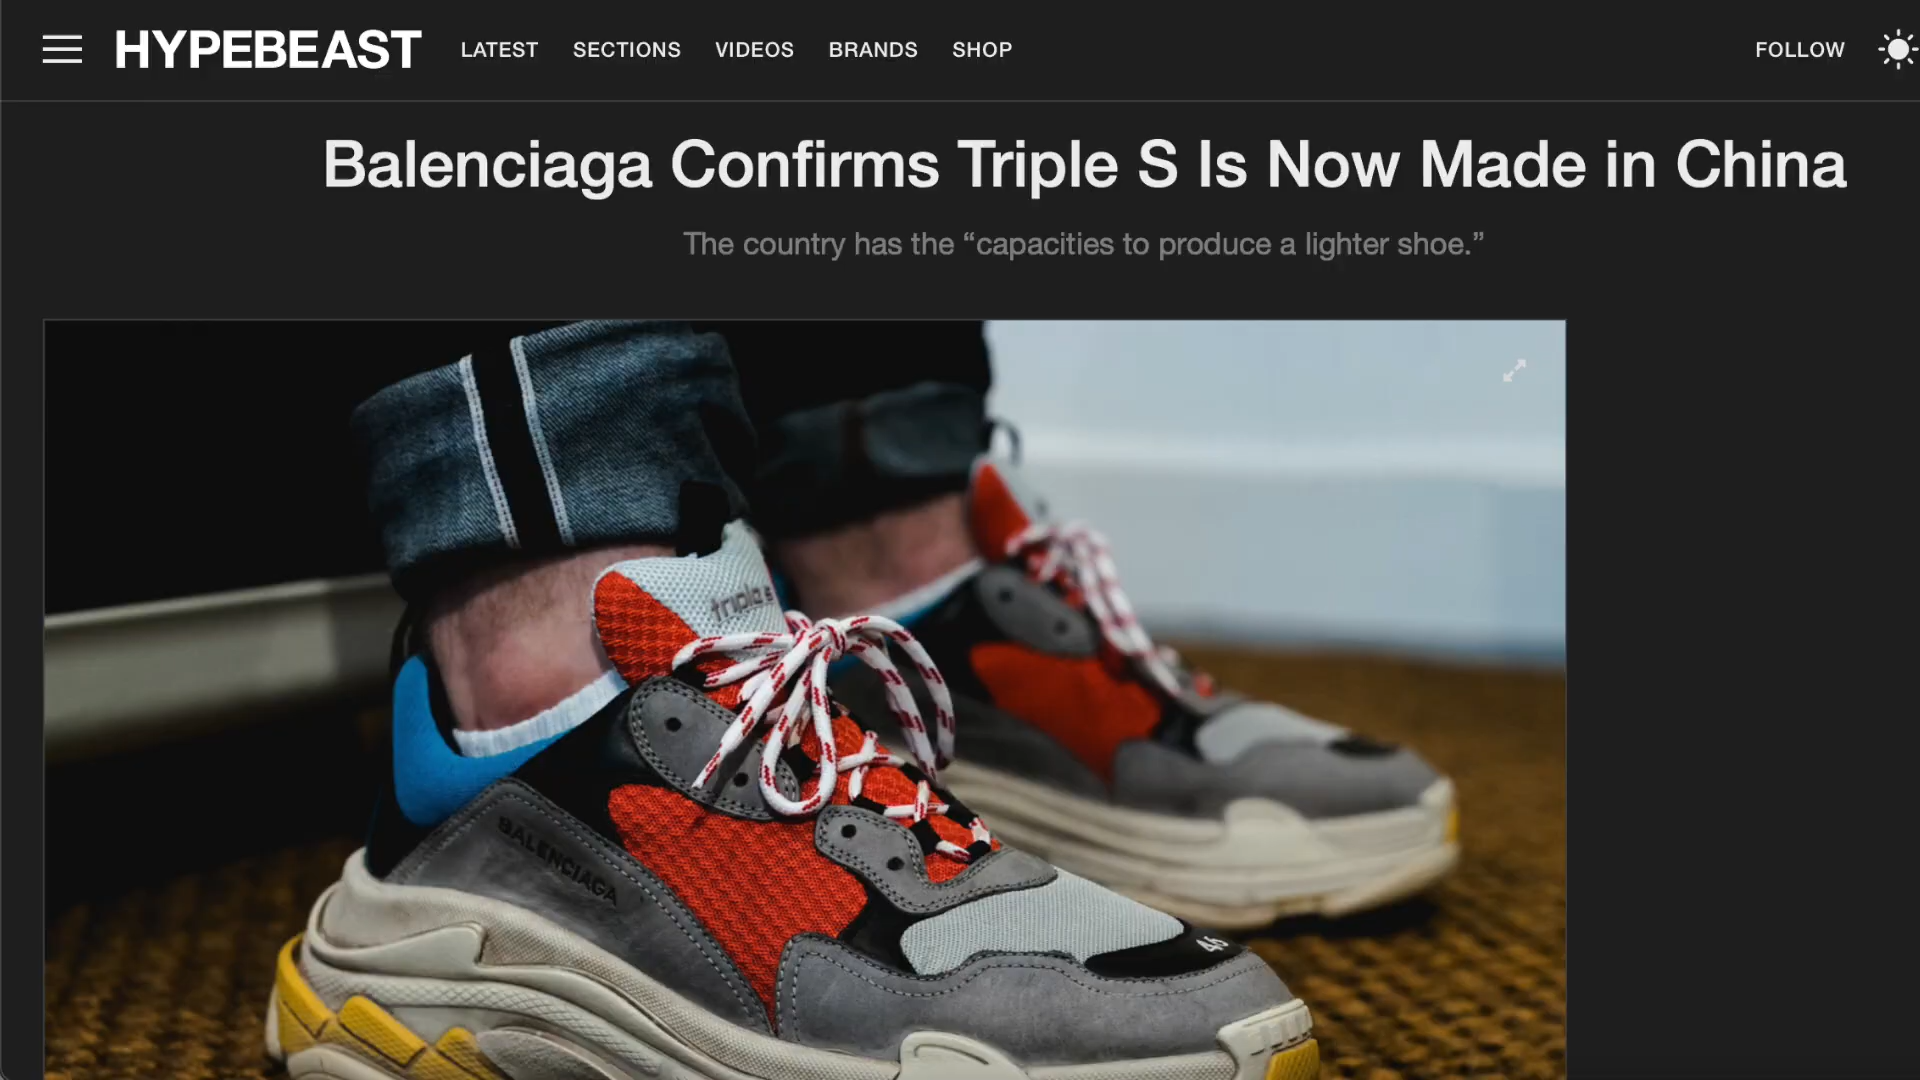 HYPEBEAST LATEST SECTIONS VIDEOS BRANDS SHOP FOLLOW
Balenciaga Confirms Triple S Is Now Made in China
The country has the “capacities to produce a lighter shoe.”
triple s
BALENCIAGA
45